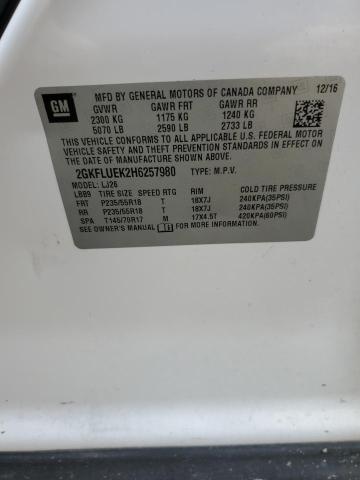 GM
MFD BY GENERAL MOTORS OF CANADA COMPANY 12/16
GVWR GAWR FRT GAWR RR
2300 KG 1175 KG 1240 KG
5070 LB 2590 LB 2733 LB
THIS VEHICLE CONFORMS TO ALL APPLICABLE U.S. FEDERAL MOTOR
VEHICLE SAFETY AND THEFT PREVENTION STANDARDS IN EFFECT
ON THE DATE OF MANUFACTURE SHOWN ABOVE.
2GKFLUEK2H6257980 TYPE: M.P.V.
MODEL: LJ26
LBB9 TIRE SIZE SPEED RTG RIM COLD TIRE PRESSURE
FRT P235/55R18 T 18X7J 240KPA(35PSI)
RR P235/55R18 T 18X7J 240KPA(35PSI)
SPA T145/70R17 M 17X4.5T 420KPA(60PSI)
SEE OWNER'S MANUAL FOR ADDITIONAL INFORMATION.